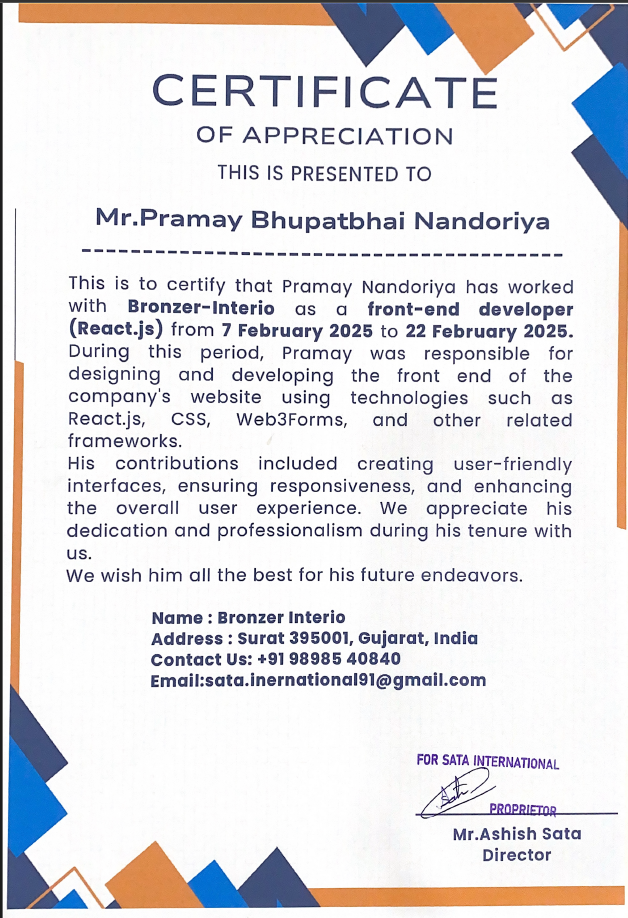 CERTIFICATE
OF APPRECIATION
THIS IS PRESENTED TO
Mr.Pramay Bhupatbhai Nandoriya
This is to certify that Pramay Nandoriya has worked
with Bronzer-Interio as a front-end developer
(React.js) from 7 February 2025 to 22 February 2025.
During this period, Pramay was responsible for
designing and developing the front end of the
company's website using technologies such as
React.js, CSS, Web3Forms, and other related
frameworks.
His contributions included creating user-friendly
interfaces, ensuring responsiveness, and enhancing
the overall user experience. We appreciate his
dedication and professionalism during his tenure with
us.
We wish him all the best for his future endeavors.
Name : Bronzer Interio
Address : Surat 395001, Gujarat, India
Contact Us: +91 98985 40840
Email:sata.inernational91@gmail.com
FOR SATA INTERNATIONAL
PROPRIETOR
Mr.Ashish Sata
Director